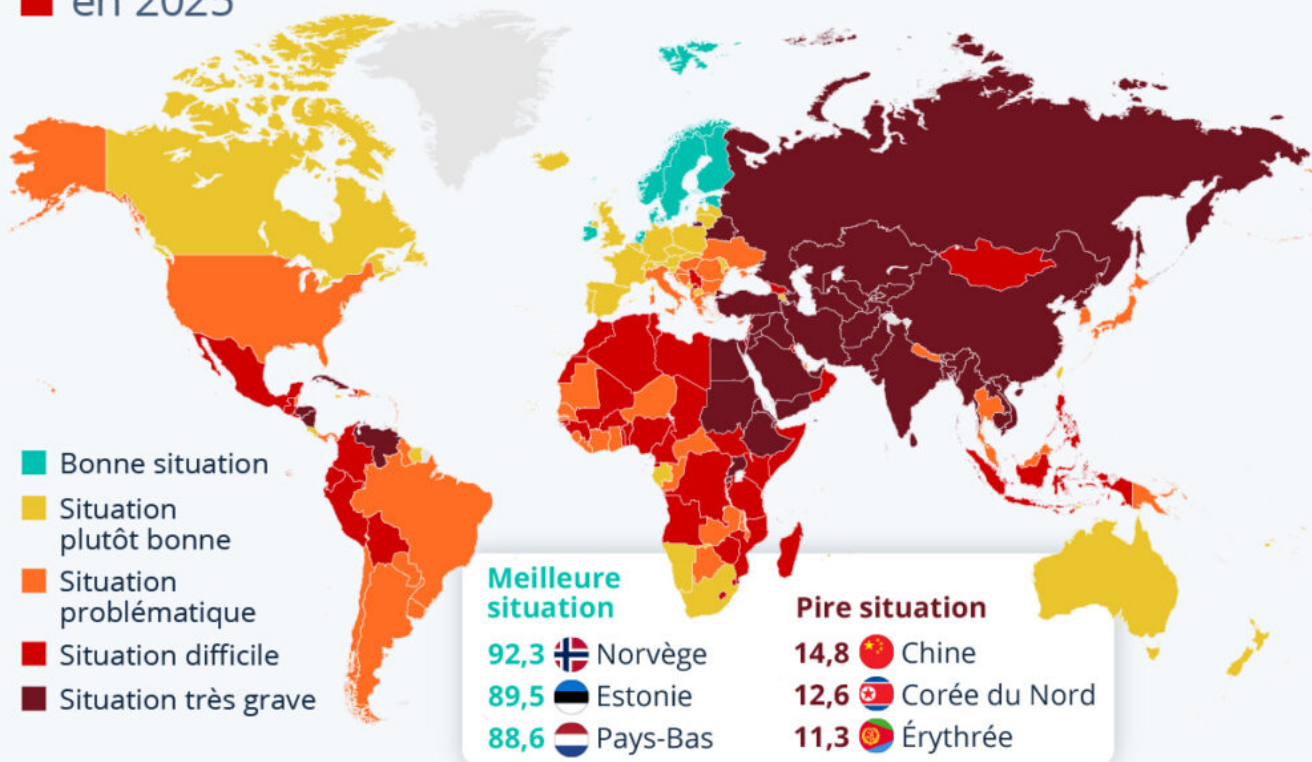 en 2025
Bonne situation
Situation
plutôt bonne
Situation
problématique
Situation difficile
Situation très grave
Meilleure
situation
92,3 Norvège
89,5 Estonie
88,6 Pays-Bas
Pire situation
14,8 Chine
12,6 Corée du Nord
11,3 Érythrée